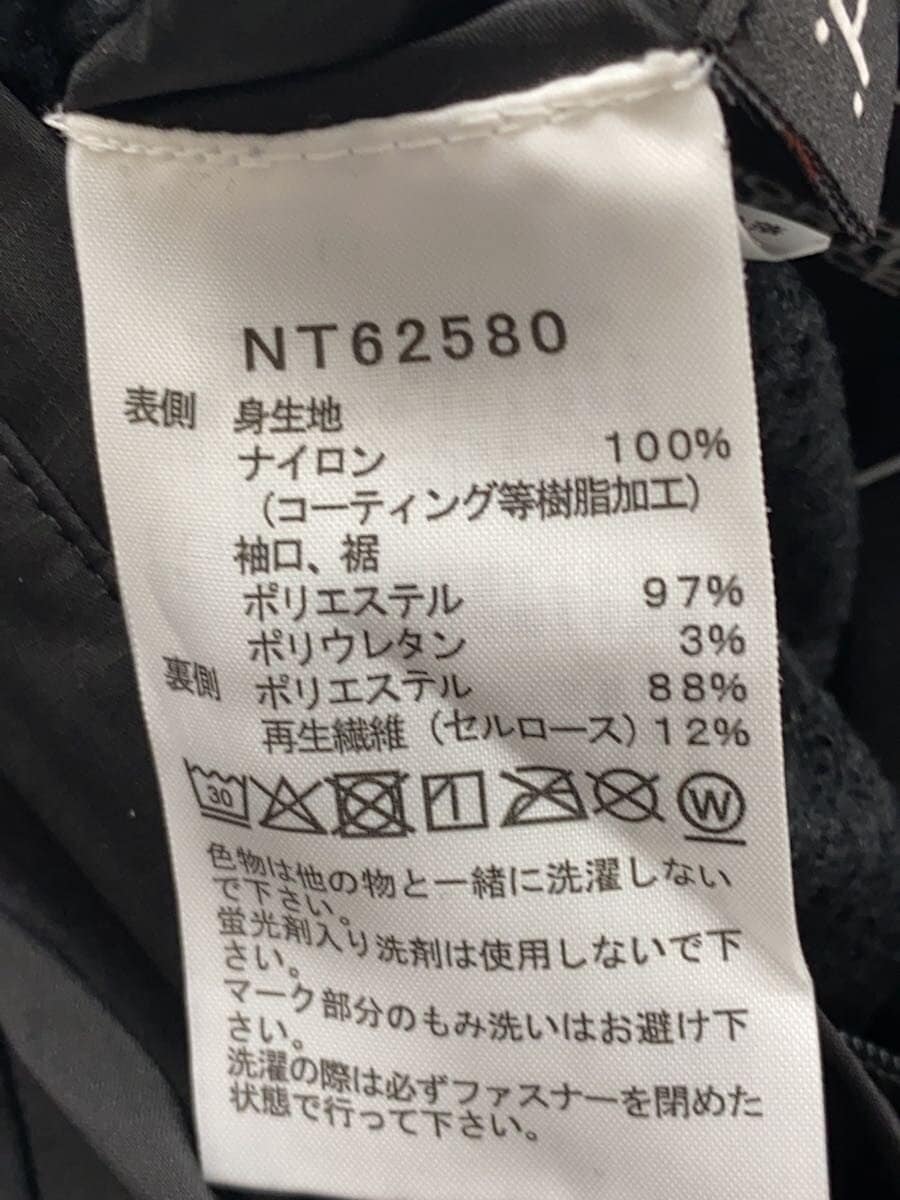 NT62580
表側 身生地
ナイロン 100%
（コーティング等樹脂加工）
袖口、裾
ポリエステル 97%
ポリウレタン 3%
裏側 ポリエステル 88%
再生繊維（セルロース）12%
30 W
色物は他の物と一緒に洗濯しない
で下さい。
蛍光剤入り洗剤は使用しないで下
さい。
マーク部分のもみ洗いはお避け下
さい。
洗濯の際は必ずファスナーを閉めた
状態で行って下さい。